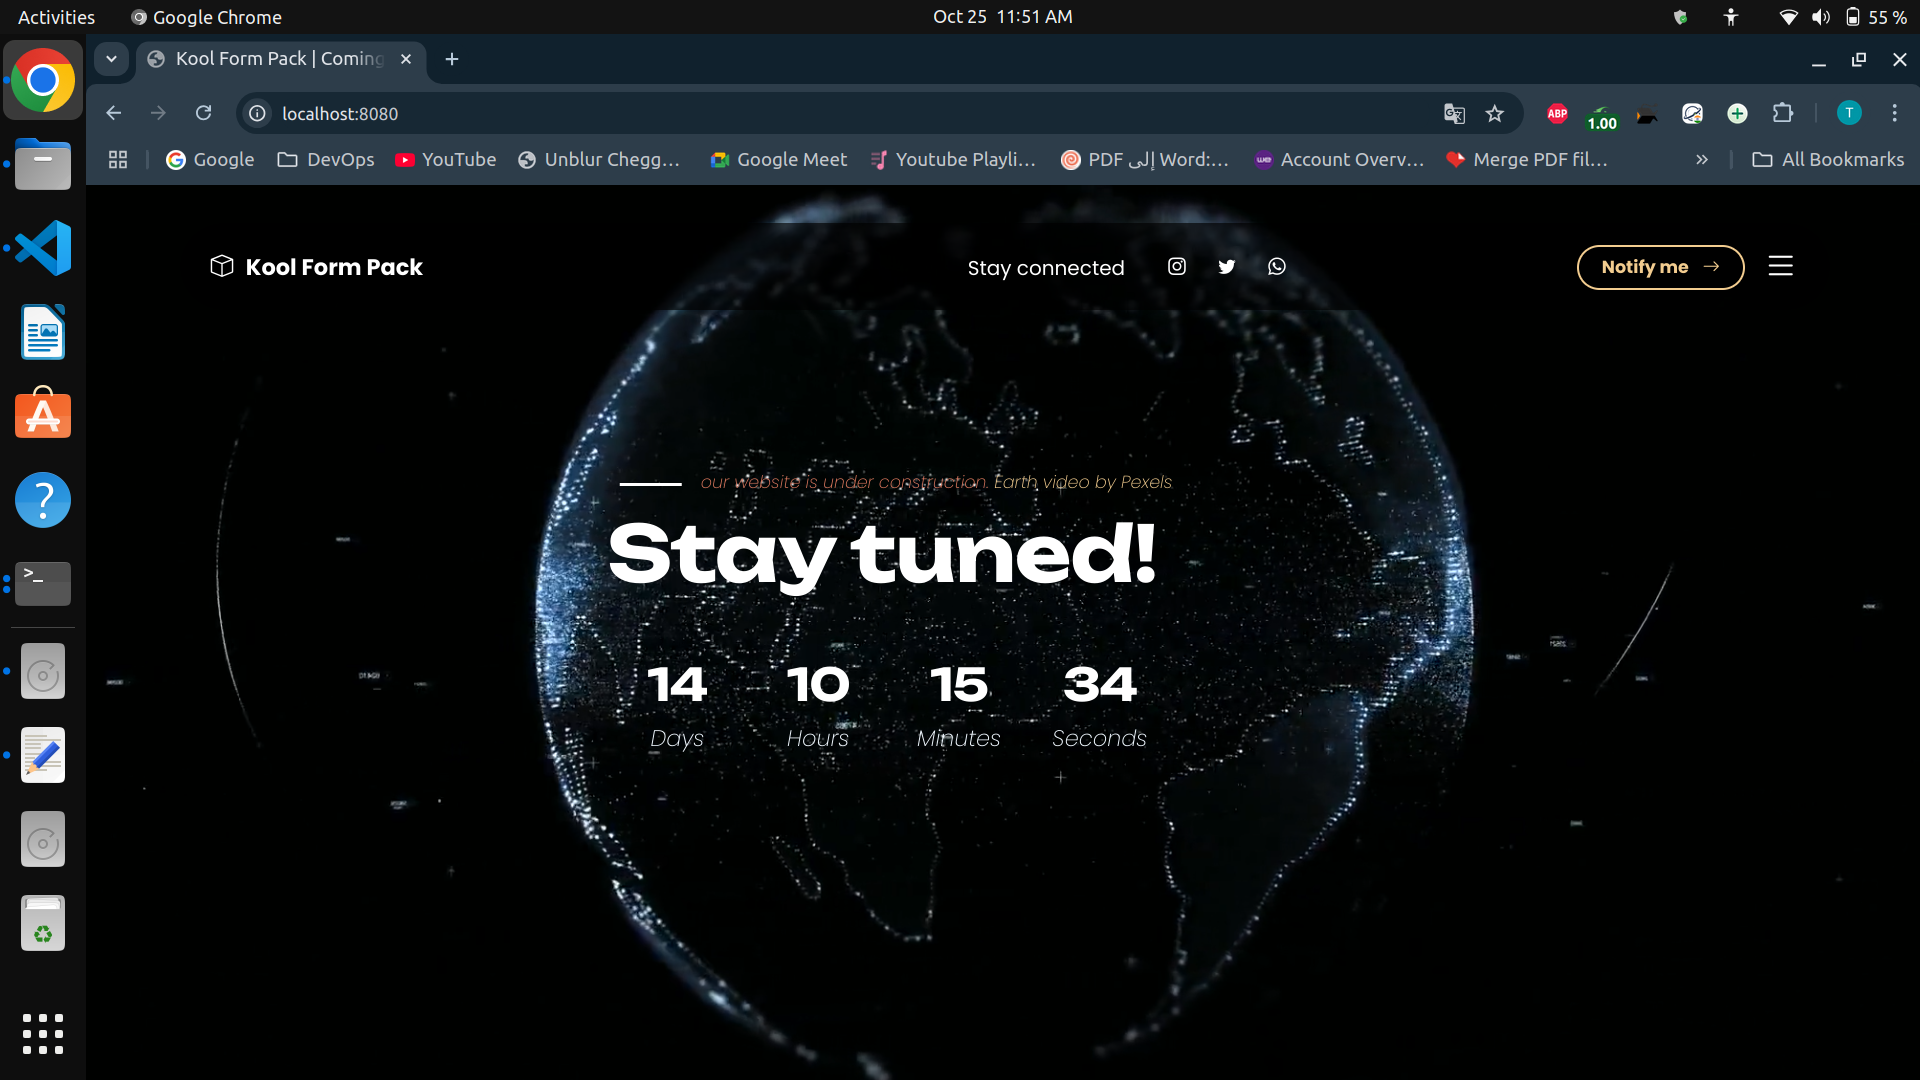 Activities
Google Chrome
Oct 25 11:51 AM
55 %
Kool Form Pack | Coming
localhost:8080
ABP
1.00
T
Google
DevOps
YouTube
Unblur Chegg...
Google Meet
Youtube Playli...
PDF إلى Word:...
we
Account Overv...
Merge PDF fil...
»
All Bookmarks
Kool Form Pack
Stay connected
Notify me
our website is under construction. Earth video by Pexels
Stay tuned!
14 10 15 34
Days Hours Minutes Seconds